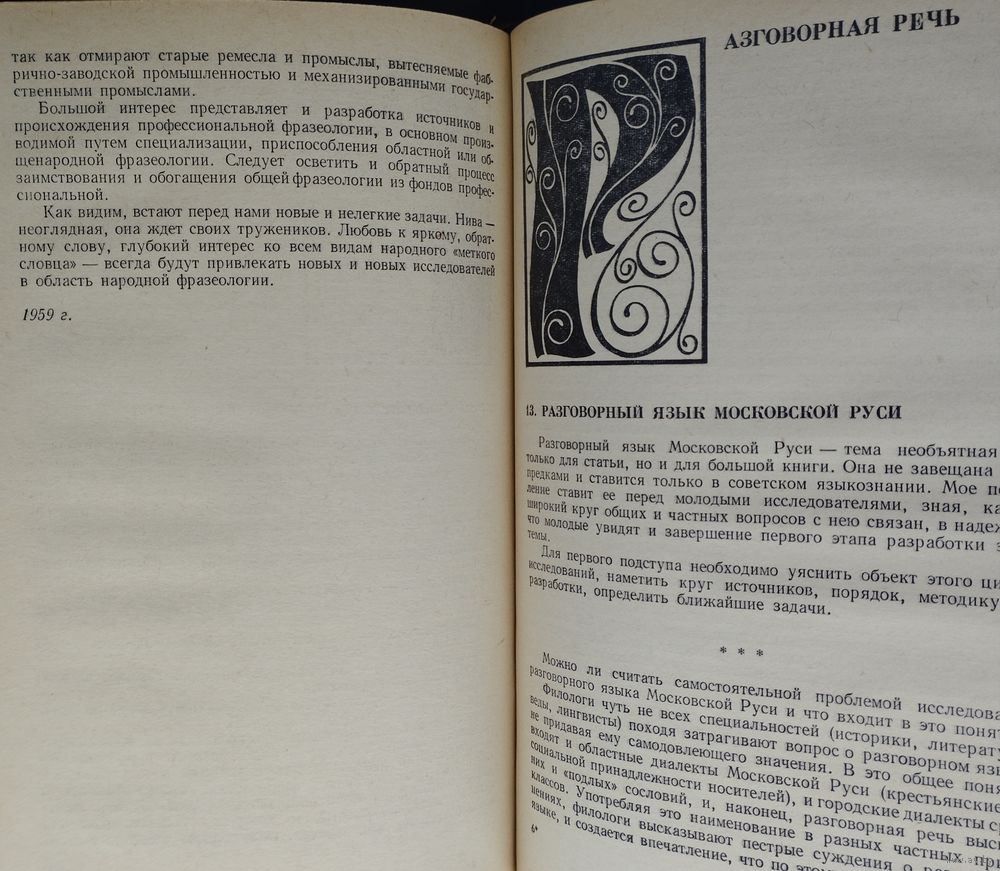 так как отмирают старые ремесла и промыслы, вытесняемые фаб-
рично-заводской промышленностью и механизированными государ-
ственными промыслами.
Большой интерес представляет и разработка источников и
происхождения профессиональной фразеологии, в основном произ-
водимой путем специализации, приспособления областной или об-
щенародной фразеологии. Следует осветить и обратный процесс
заимствования и обогащения общей фразеологии из фондов профес-
сиональной.
Как видим, встают перед нами новые и нелегкие задачи. Нива —
неоглядная, она ждет своих тружеников. Любовь к яркому, образ-
ному слову, глубокий интерес ко всем видам народного «меткого
словца» — всегда будут привлекать новых и новых исследователей
в область народной фразеологии.
1959 г.
РАЗГОВОРНАЯ РЕЧЬ
13. РАЗГОВОРНЫЙ ЯЗЫК МОСКОВСКОЙ РУСИ
Разговорный язык Московской Руси — тема необъятная
только для статьи, но и для большой книги. Она не завещана
предками и ставится только в советском языкознании. Мое
ление ставит ее перед молодыми исследователями, зная,
широкий круг общих и частных вопросов с нею связан, в
что молодые увидят и завершение первого этапа разработки
темы.
Для первого подступа необходимо уяснить объект этого
исследований, наметить круг источников, порядок, методику
разработки, определить ближайшие задачи.
* * *
Можно ли считать самостоятельной проблемой
разговорного языка Московской Руси и что входит в это
Филологи чуть не всех специальностей (историки,
веды, лингвисты) походя затрагивают вопрос о разговорном
не придавая ему самодовлеющего значения. В это общее
входят и областные диалекты Московской Руси (крестьянские
социальной принадлежности носителей), и городские диалекты
них и «подлых» сословий, и, наконец, разговорная речь
классов. Употребляя это наименование в разных частных
нениях, филологи высказывают пестрые суждения о
языке, и создается впечатление, что по
6*